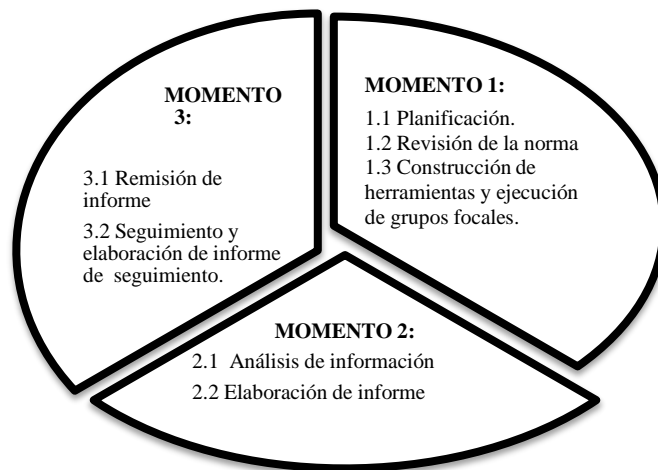 MOMENTO 1:
1.1 Planificación.
1.2 Revisión de la norma
1.3 Construcción de
herramientas y ejecución
de grupos focales.
MOMENTO 2:
2.1 Análisis de información
2.2 Elaboración de informe
MOMENTO
3:
3.1 Remisión de
informe
3.2 Seguimiento y
elaboración de informe
de seguimiento.